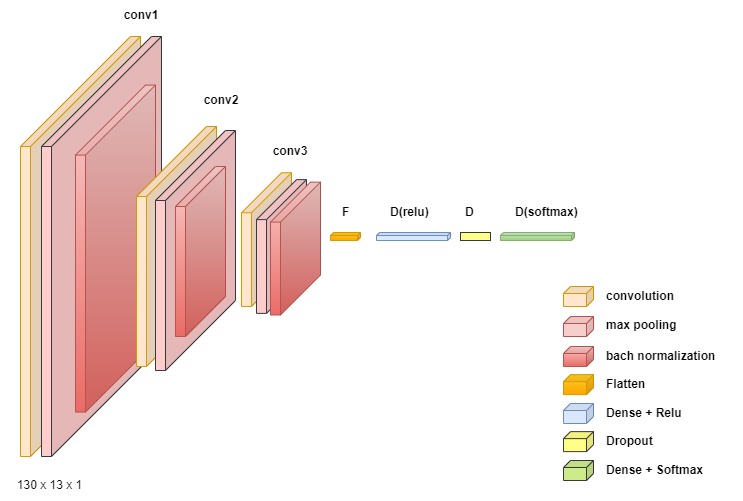 conv1
conv2
conv3
F D(relu) D D(softmax)
convolution
max pooling
bach normalization
Flatten
Dense + Relu
Dropout
Dense + Softmax
130 x 13 x 1